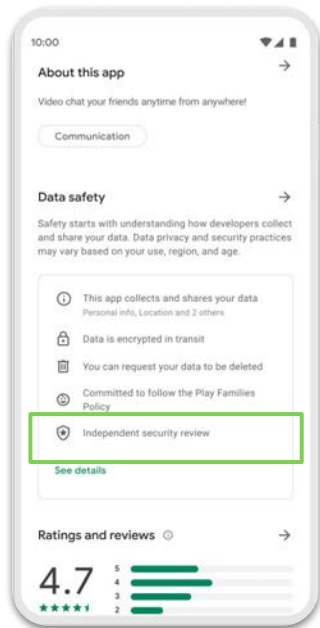 10:00
About this app
Video chat your friends anytime from anywhere!
Communication
Data safety
Safety starts with understanding how developers collect
and share your data. Data privacy and security practices
may vary based on your use, region, and age.
This app collects and shares your data
Personal info, Location and 2 others
Data is encrypted in transit
You can request your data to be deleted
Committed to follow the Play Families
Policy
Independent security review
See details
Ratings and reviews
4.7
5
4
3
2